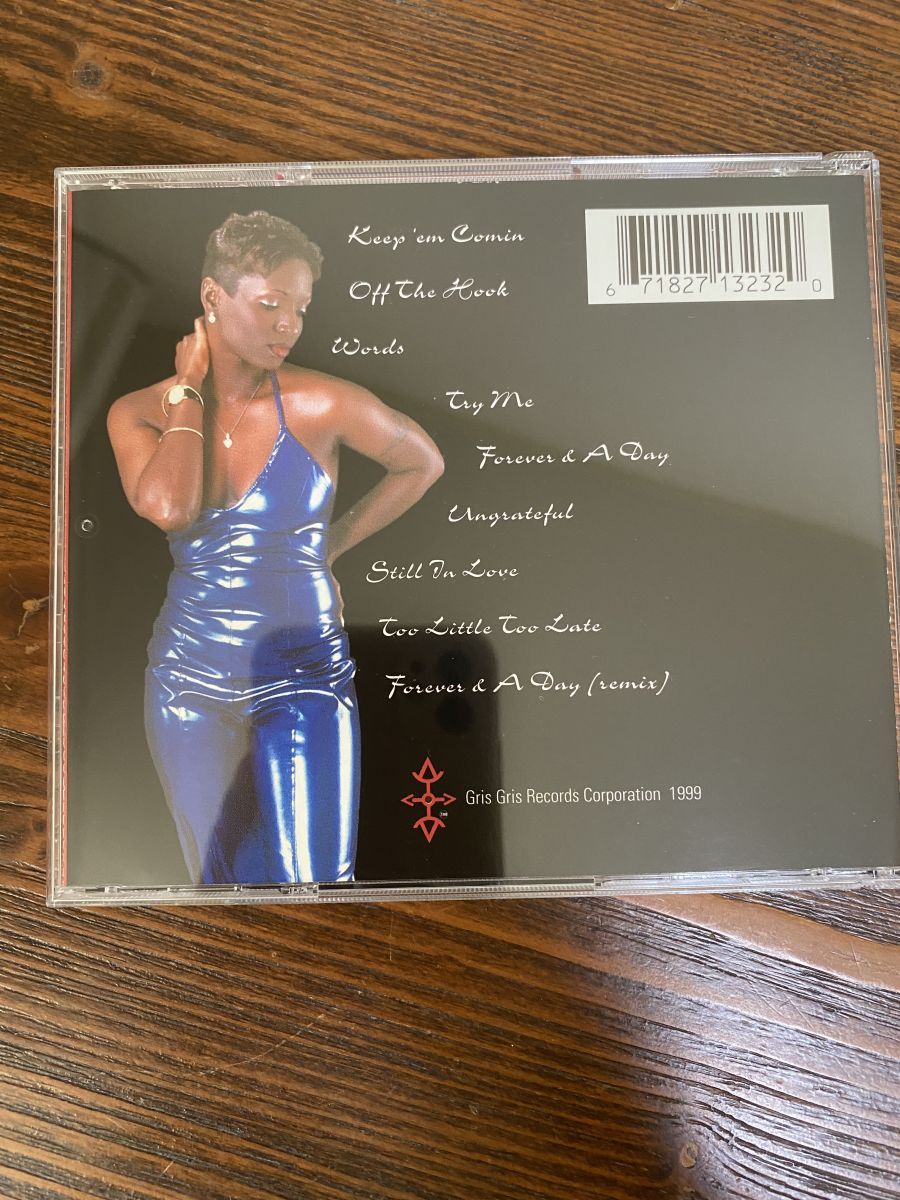 Keep 'em Comin
Off The Hook
Words
Try Me
Forever & A Day
Ungrateful
Still In Love
Too Little Too Late
Forever & A Day (remix)
6 71827 13232 0
Gris Gris Records Corporation 1999